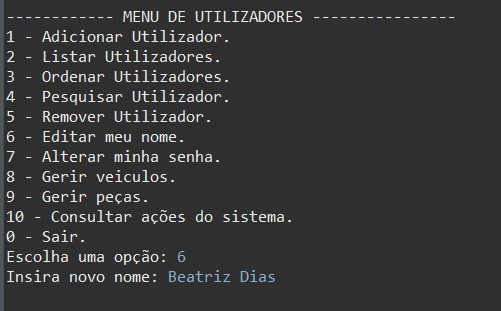 ------------ MENU DE UTILIZADORES ----------------
1 - Adicionar Utilizador.
2 - Listar Utilizadores.
3 - Ordenar Utilizadores.
4 - Pesquisar Utilizador.
5 - Remover Utilizador.
6 - Editar meu nome.
7 - Alterar minha senha.
8 - Gerir veiculos.
9 - Gerir peças.
10 - Consultar ações do sistema.
0 - Sair.
Escolha uma opção: 6
Insira novo nome: Beatriz Dias